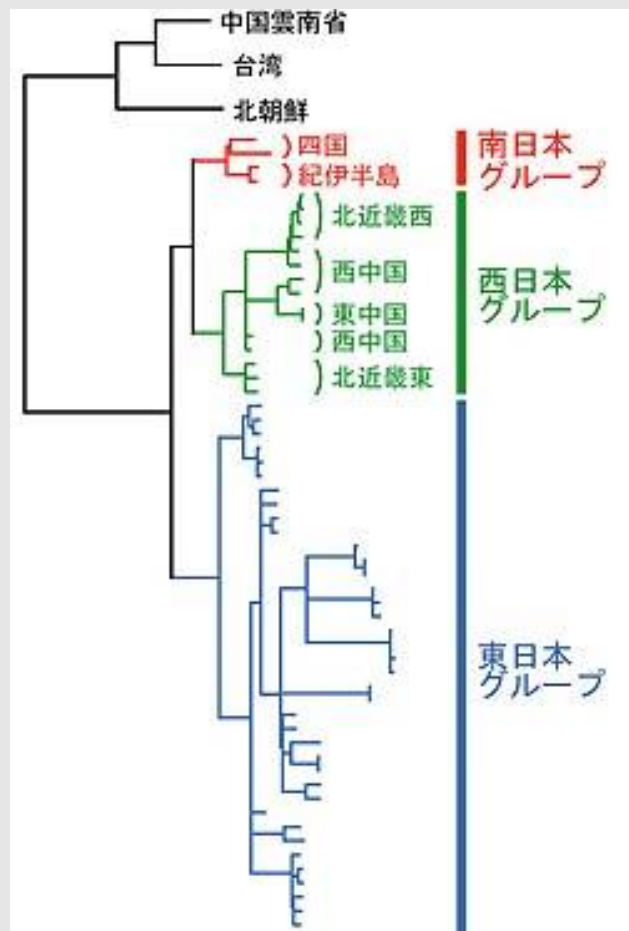 中国雲南省
台湾
北朝鮮
四国
紀伊半島
南日本
グループ
北近畿西
西中国
東中国
西中国
北近畿東
西日本
グループ
東日本
グループ